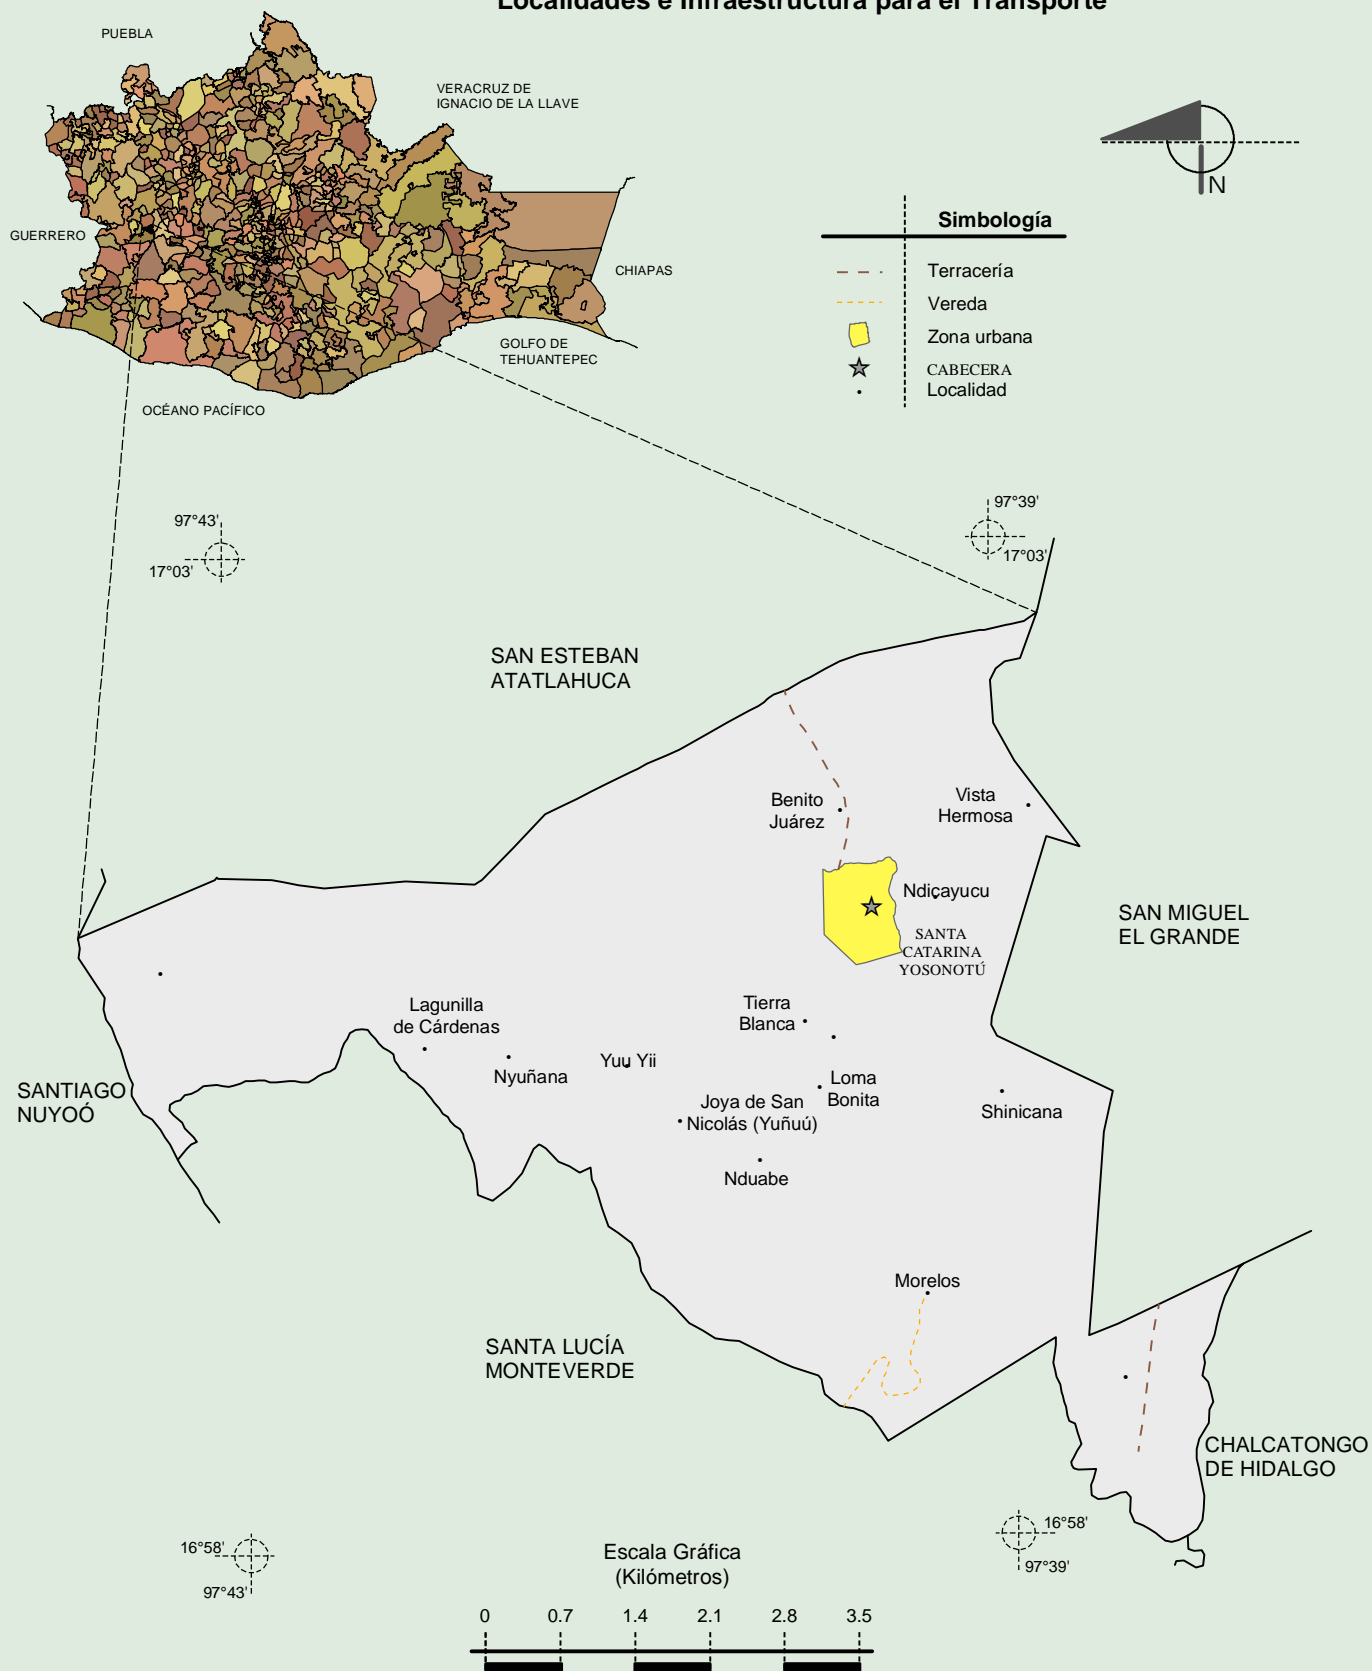 Localidades e Infraestructura para el Transporte
PUEBLA
VERACRUZ DE
IGNACIO DE LA LLAVE
GUERRERO
CHIAPAS
GOLFO DE
TEHUANTEPEC
OCÉANO PACÍFICO
N
Simbología
Terracería
Vereda
Zona urbana
CABECERA
Localidad
97°43'
17°03'
97°39'
17°03'
SAN ESTEBAN
ATATLAHUCA
Benito
Juárez
Vista
Hermosa
Ndiçayucu
SANTA
CATARINA
YOSONOTÚ
SAN MIGUEL
EL GRANDE
Lagunilla
de Cárdenas
Nyuñana
Yuu Yii
Tierra
Blanca
Loma
Bonita
Joya de San
Nicolás (Yuñuú)
Nduabe
Shinicana
SANTIAGO
NUYOÓ
Morelos
SANTA LUCÍA
MONTEVERDE
CHALCATONGO
DE HIDALGO
16°58'
97°43'
16°58'
97°39'
Escala Gráfica
(Kilómetros)
0 0.7 1.4 2.1 2.8 3.5